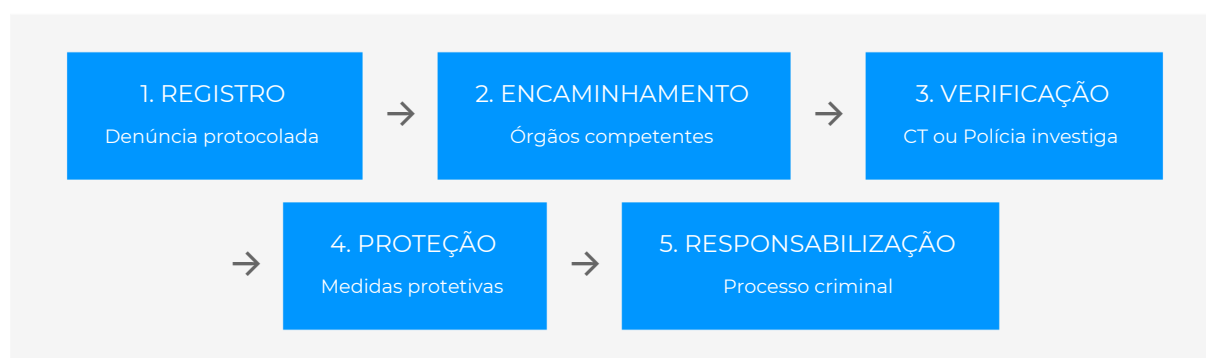 1. REGISTRO
Denúncia protocolada
2. ENCAMINHAMENTO
Órgãos competentes
3. VERIFICAÇÃO
CT ou Polícia investiga
4. PROTEÇÃO
Medidas protetivas
5. RESPONSABILIZAÇÃO
Processo criminal